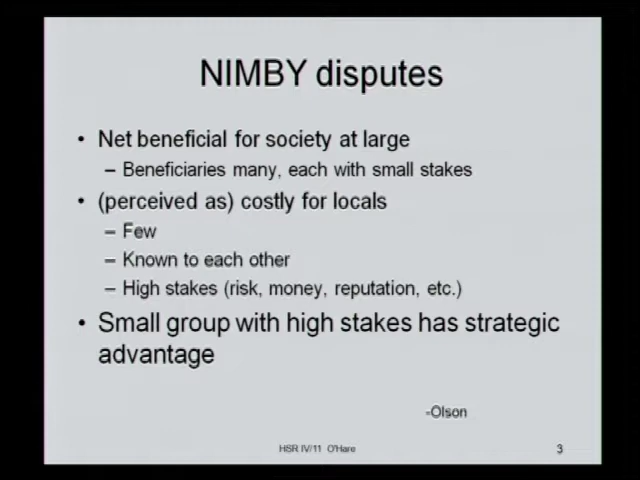 NIMBY disputes
• Net beneficial for society at large
– Beneficiaries many, each with small stakes
• (perceived as) costly for locals
– Few
– Known to each other
– High stakes (risk, money, reputation, etc.)
• Small group with high stakes has strategic
advantage
-Olson
HSR IV/11 O'Hare
3